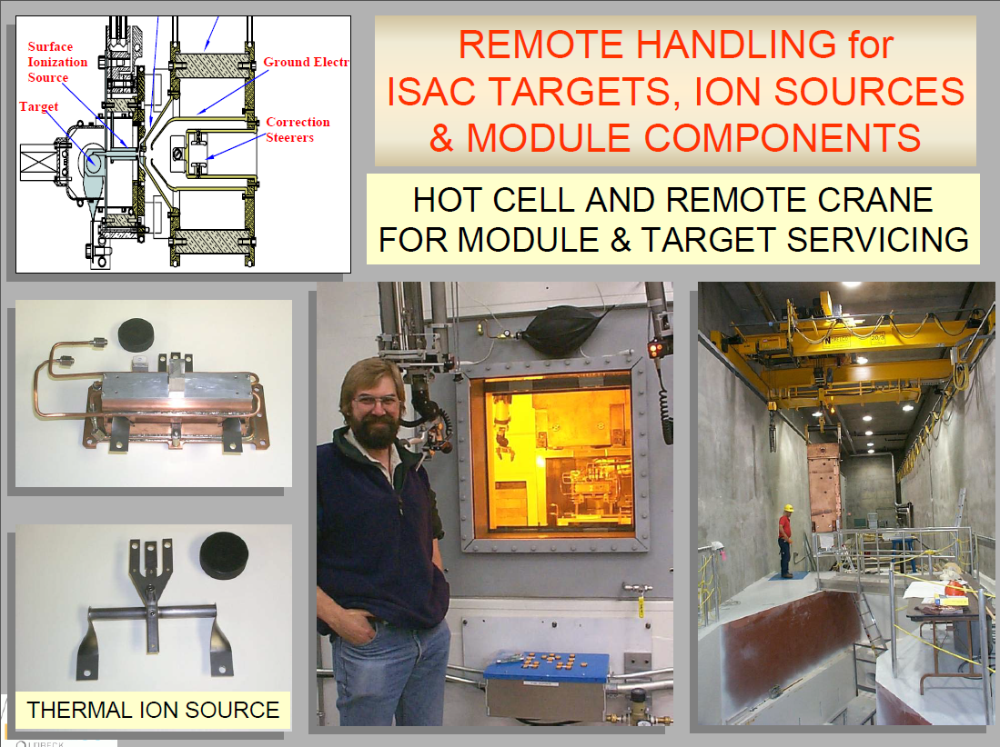 Surface
Ionization
Source
Target
Ground Electr
Correction
Steerers
REMOTE HANDLING for
ISAC TARGETS, ION SOURCES
& MODULE COMPONENTS
HOT CELL AND REMOTE CRANE
FOR MODULE & TARGET SERVICING
THERMAL ION SOURCE